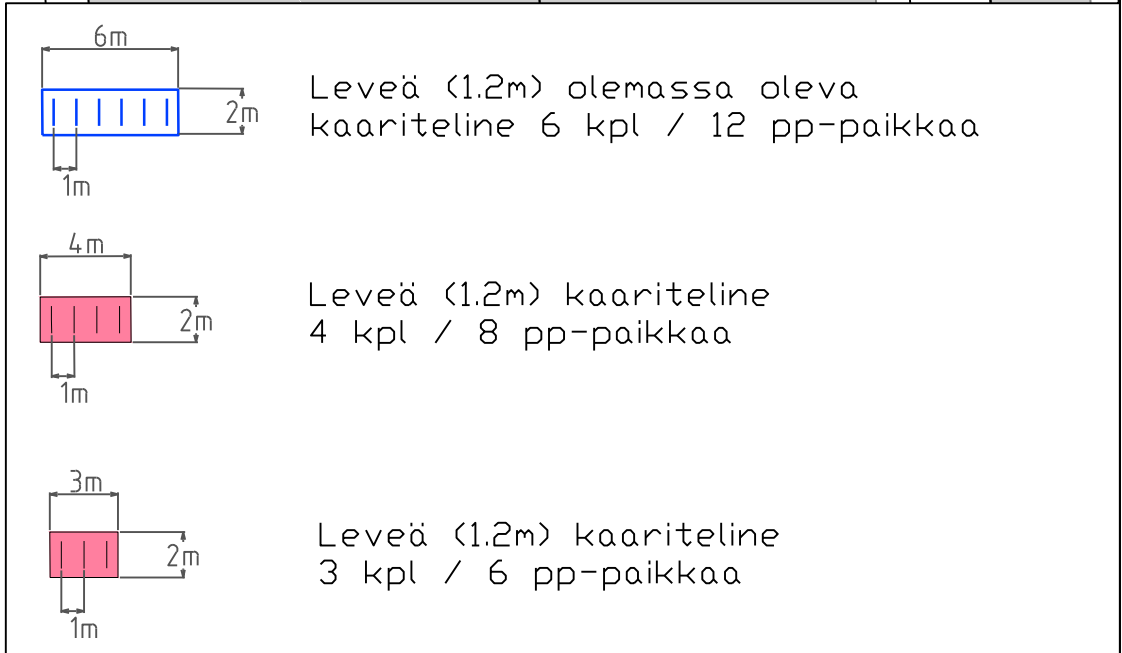 6m
2m
1m
Leveä (1.2m) olemassa oleva
kaariteline 6 kpl / 12 pp-paikkaa
4m
2m
1m
Leveä (1.2m) kaariteline
4 kpl / 8 pp-paikkaa
3m
2m
1m
Leveä (1.2m) kaariteline
3 kpl / 6 pp-paikkaa